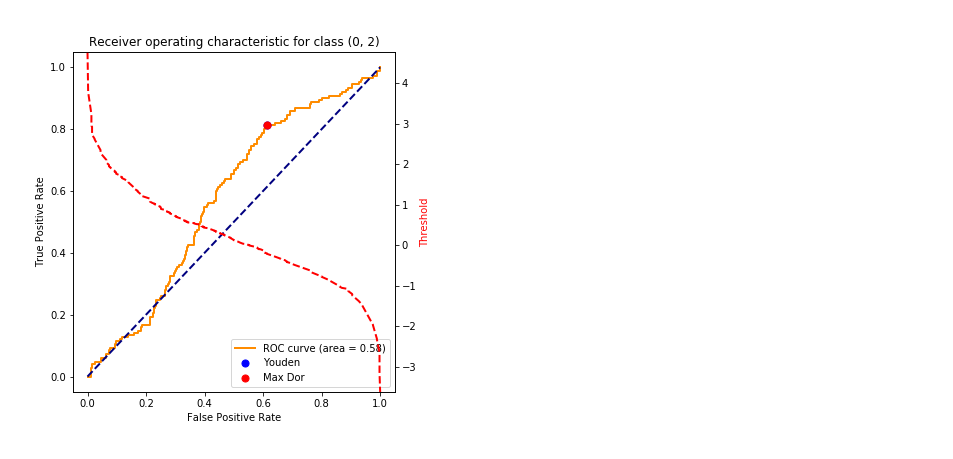 Receiver operating characteristic for class (0, 2)
1.0
0.8
0.6
0.4
0.2
0.0
True Positive Rate
4
3
2
1
0
−1
−2
−3
Threshold
ROC curve (area = 0.58)
Youden
Max Dor
0.0 0.2 0.4 0.6 0.8 1.0
False Positive Rate